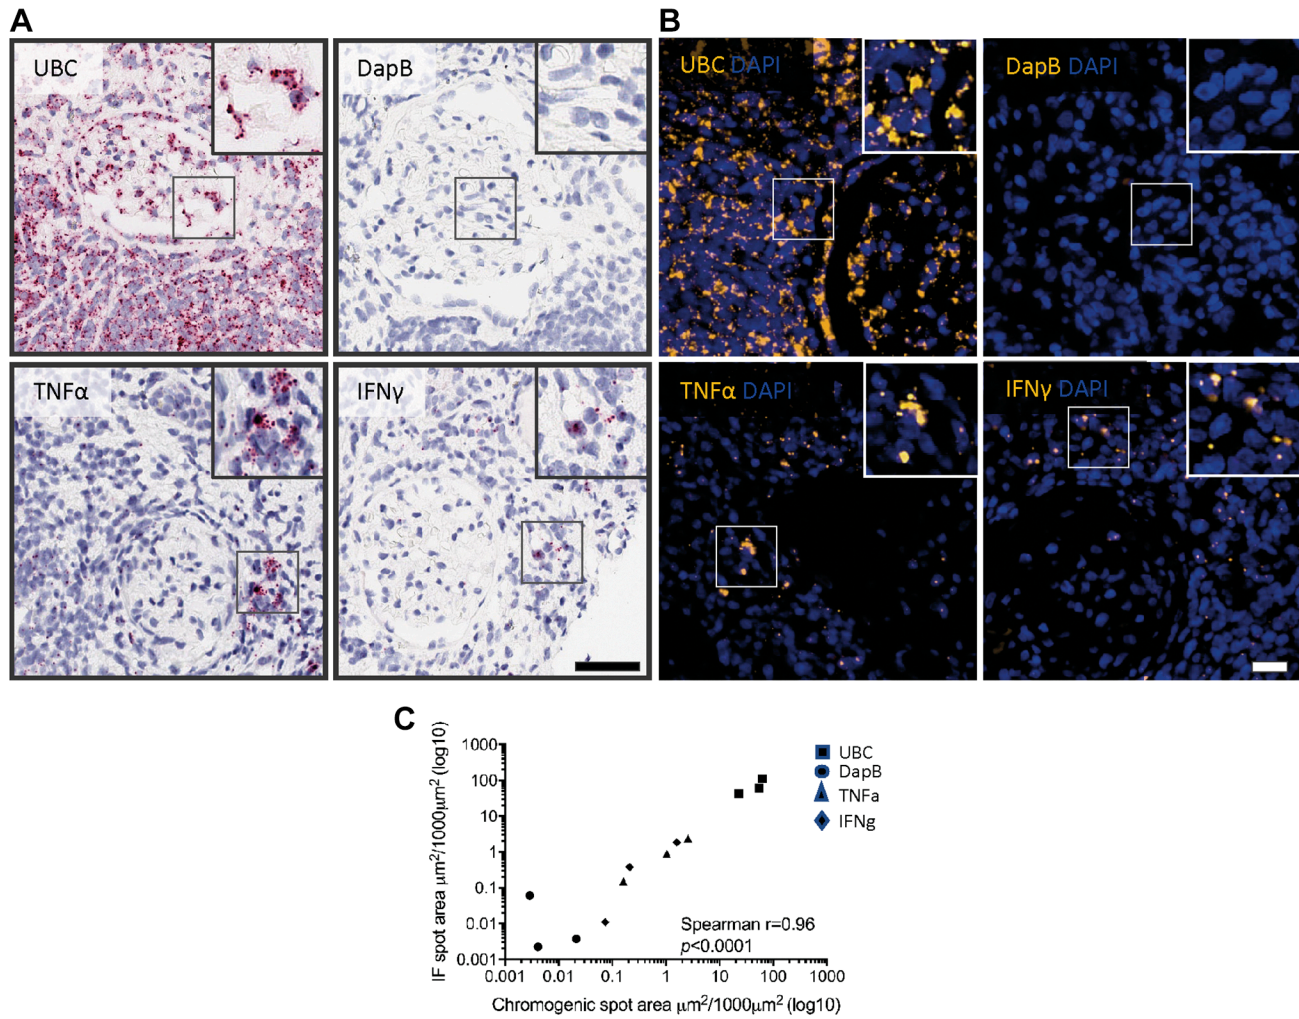 A
B
UBC
DapB
UBC DAPI
DapB DAPI
TNFα
IFNγ
TNFα DAPI
IFNγ DAPI
C
IF spot area μm²/1000μm² (log10)
1000
100
10
1
0.1
0.01
0.001
0.001
0.01
0.1
1
10
100
1000
Chromogenic spot area μm²/1000μm² (log10)
Spearman r=0.96
p<0.0001
UBC
DapB
TNFa
IFNg